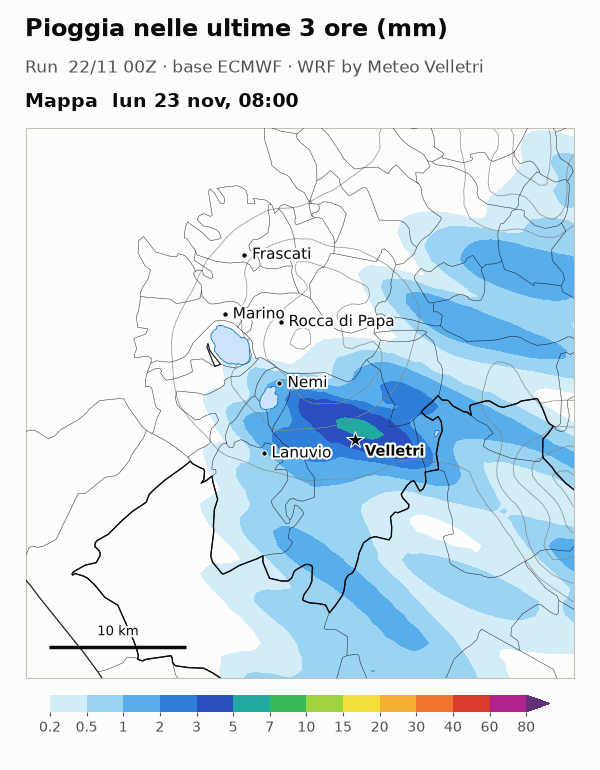 Pioggia nelle ultime 3 ore (mm)
Run 22/11 00Z · base ECMWF · WRF by Meteo Velletri
Mappa lun 23 nov, 08:00
Frascati
Marino
Rocca di Papa
Nemi
Velletri
Lanuvio
10 km
0.2 0.5 1 2 3 5 7 10 15 20 30 40 60 80